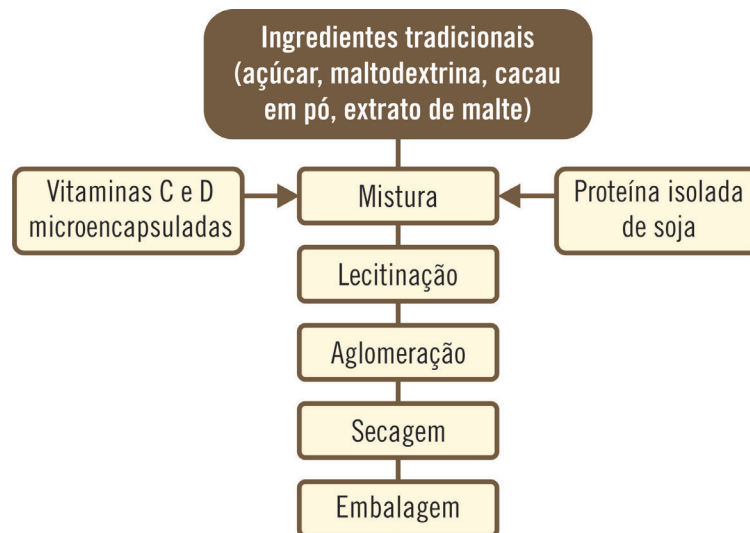 Ingredientes tradicionais
(açúcar, maltodextrina, cacau
em pó, extrato de malte)
Vitaminas C e D
microencapsuladas
Mistura
Proteína isolada
de soja
Lecitinação
Aglomeração
Secagem
Embalagem